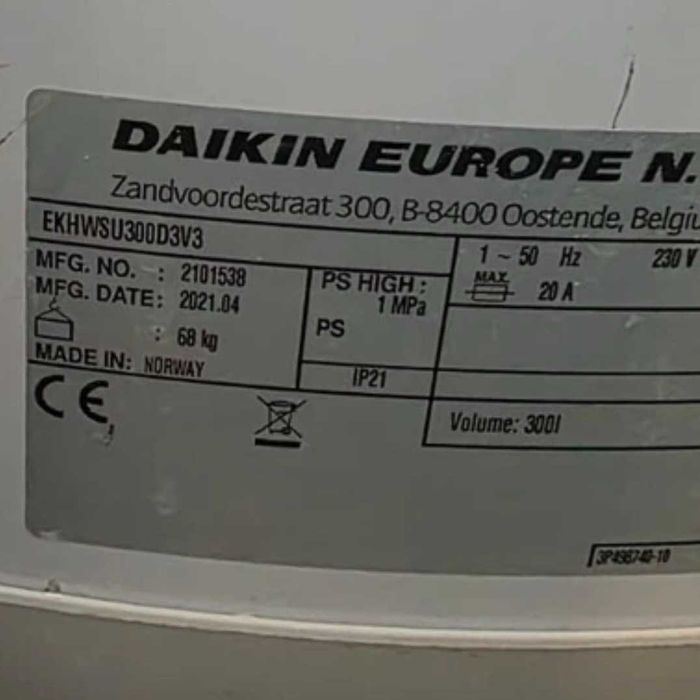 DAIKIN EUROPE N.
Zandvoordestraat 300, B-8400 Oostende, Belgiu
EKHWSU300D3V3
MFG. NO. : 2101538
MFG. DATE: 2021.04
: 68 kg
MADE IN: NORWAY
PS HIGH :
1 MPa
PS
IP21
1 ~ 50 Hz 230 V
MAX
20 A
Volume: 300l
CE,
3P496740-10